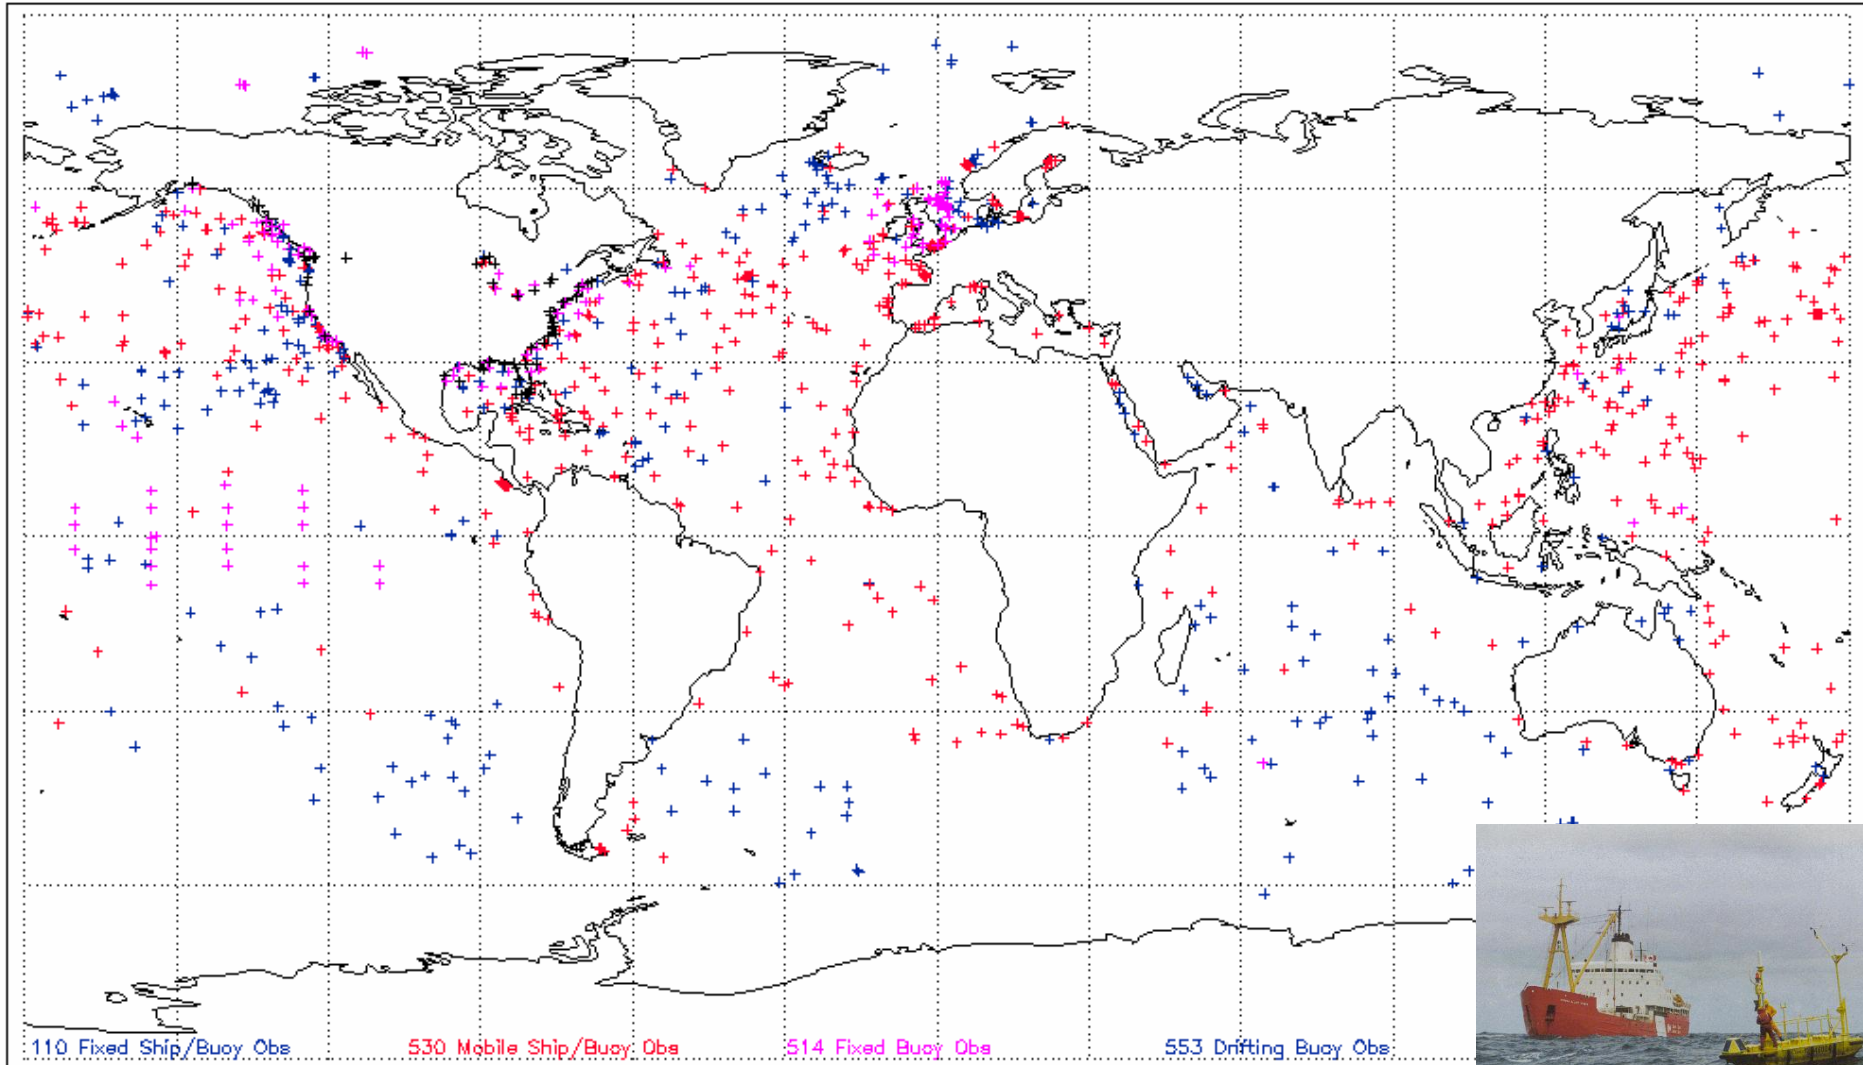 110 Fixed Ship/Buoy Obs
530 Mobile Ship/Buoy Obs
514 Fixed Buoy Obs
553 Drifting Buoy Obs